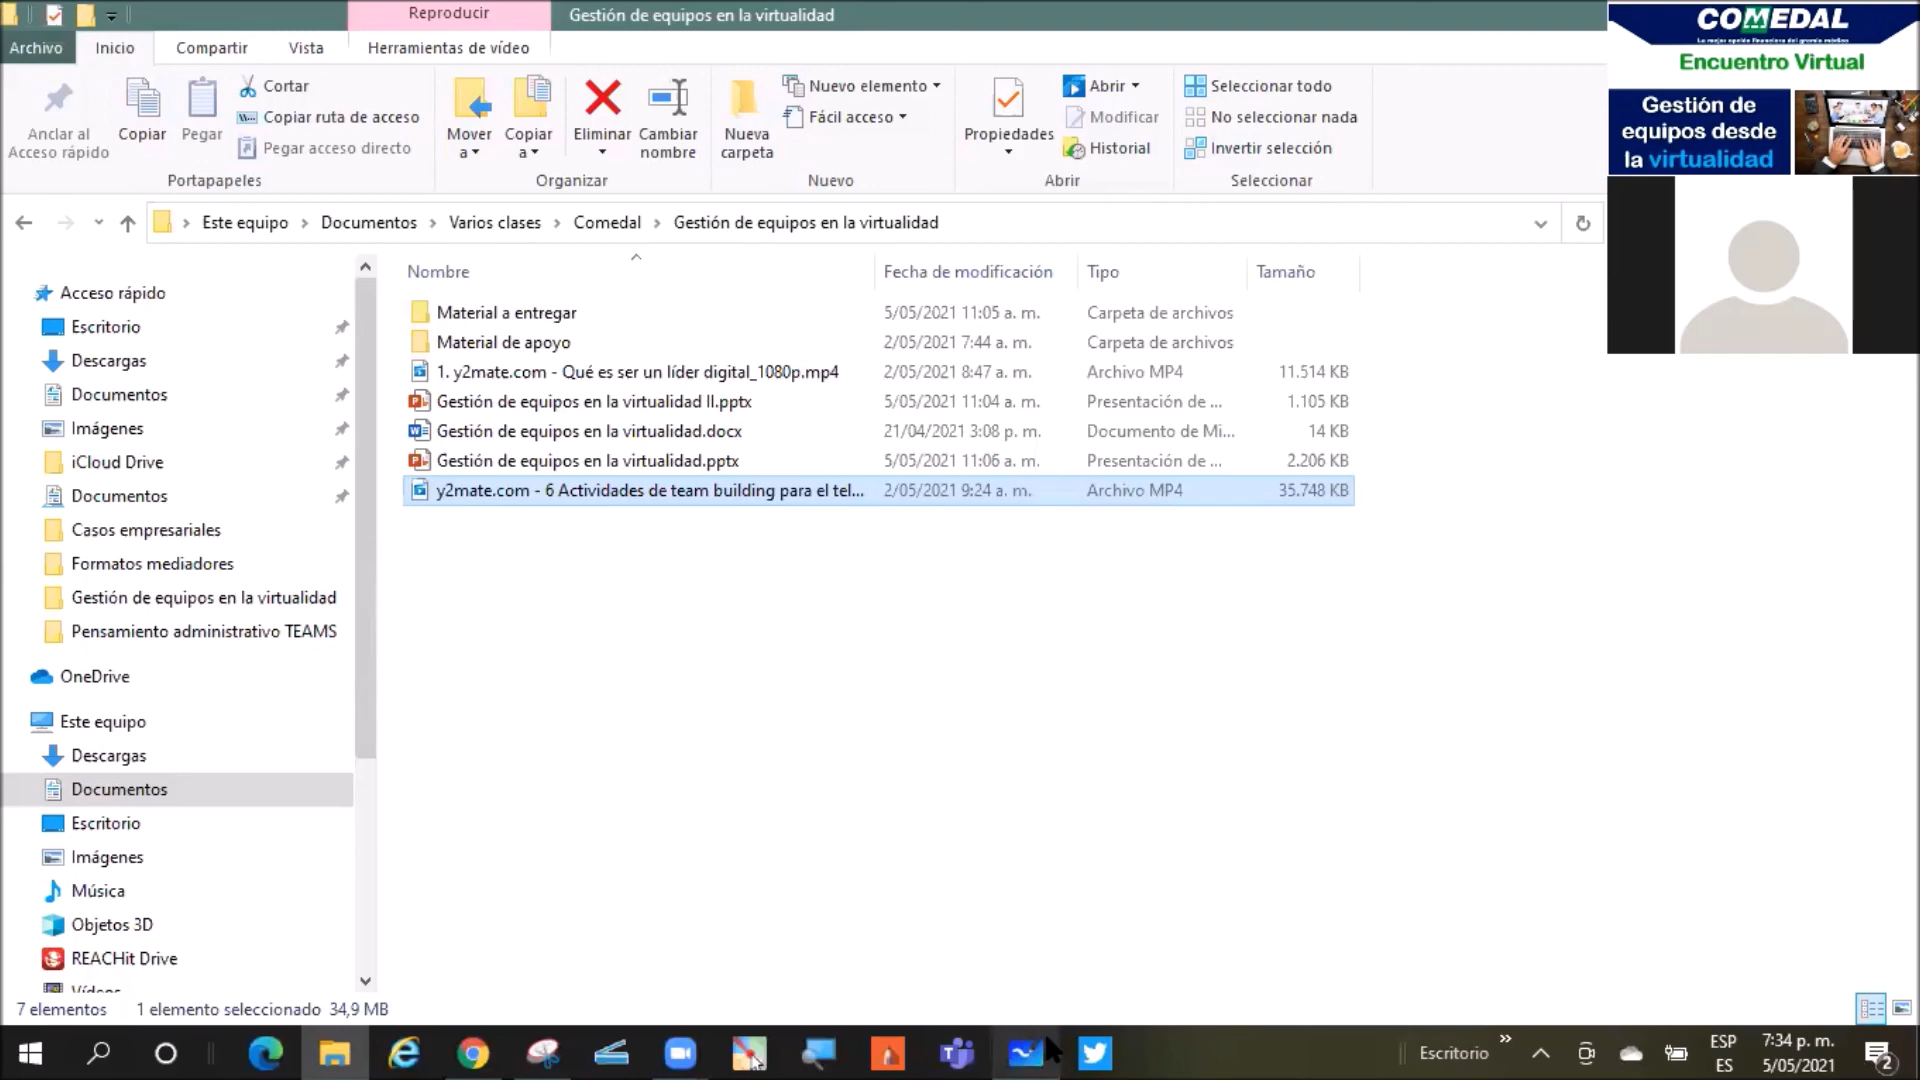 Reproducir
Gestión de equipos en la virtualidad
Archivo
Inicio
Compartir
Vista
Herramientas de vídeo
Anclar al
Acceso rápido
Copiar
Pegar
Cortar
Copiar ruta de acceso
Pegar acceso directo
Portapapeles
Mover
a
Copiar
a
Eliminar
Cambiar
nombre
Organizar
Nueva
carpeta
Nuevo elemento
Fácil acceso
Nuevo
Propiedades
Abrir
Modificar
Historial
Abrir
Seleccionar todo
No seleccionar nada
Invertir selección
Seleccionar
COMEDAL
La mejor opción financiera del gremio médico
Encuentro Virtual
Gestión de
equipos desde
la virtualidad
Este equipo › Documentos › Varios clases › Comedal › Gestión de equipos en la virtualidad
Acceso rápido
Escritorio
Descargas
Documentos
Imágenes
iCloud Drive
Documentos
Casos empresariales
Formatos mediadores
Gestión de equipos en la virtualidad
Pensamiento administrativo TEAMS
OneDrive
Este equipo
Descargas
Documentos
Escritorio
Imágenes
Música
Objetos 3D
REACHit Drive
Vídeos
Nombre Fecha de modificación Tipo Tamaño
Material a entregar 5/05/2021 11:05 a. m. Carpeta de archivos
Material de apoyo 2/05/2021 7:44 a. m. Carpeta de archivos
1. y2mate.com - Qué es ser un líder digital_1080p.mp4 2/05/2021 8:47 a. m. Archivo MP4 11.514 KB
Gestión de equipos en la virtualidad II.pptx 5/05/2021 11:04 a. m. Presentación de ... 1.105 KB
Gestión de equipos en la virtualidad.docx 21/04/2021 3:08 p. m. Documento de Mi... 14 KB
Gestión de equipos en la virtualidad.pptx 5/05/2021 11:06 a. m. Presentación de ... 2.206 KB
y2mate.com - 6 Actividades de team building para el tel... 2/05/2021 9:24 a. m. Archivo MP4 35.748 KB
7 elementos 1 elemento seleccionado 34,9 MB
Escritorio
ESP
ES
7:34 p. m.
5/05/2021
2